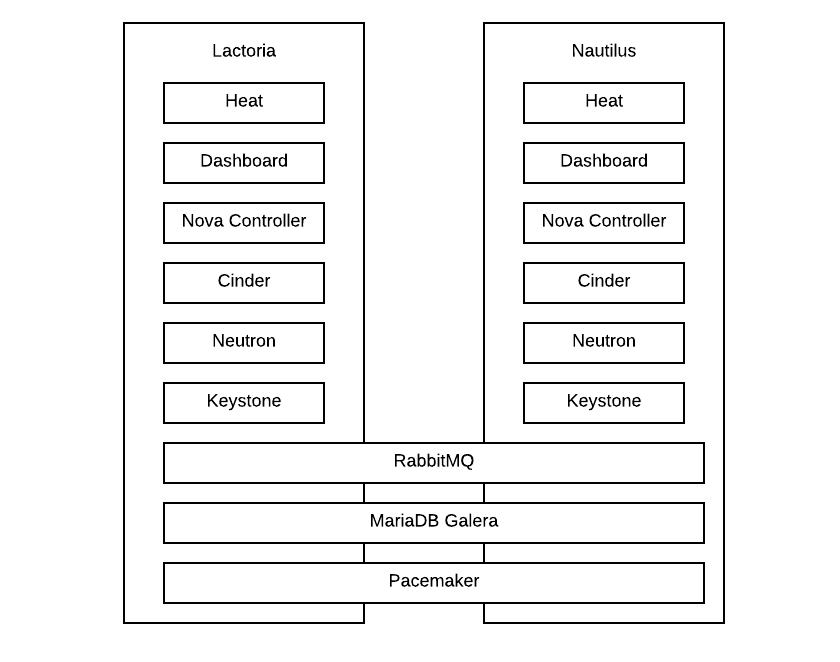 Lactoria
Heat
Dashboard
Nova Controller
Cinder
Neutron
Keystone
Nautilus
Heat
Dashboard
Nova Controller
Cinder
Neutron
Keystone
RabbitMQ
MariaDB Galera
Pacemaker